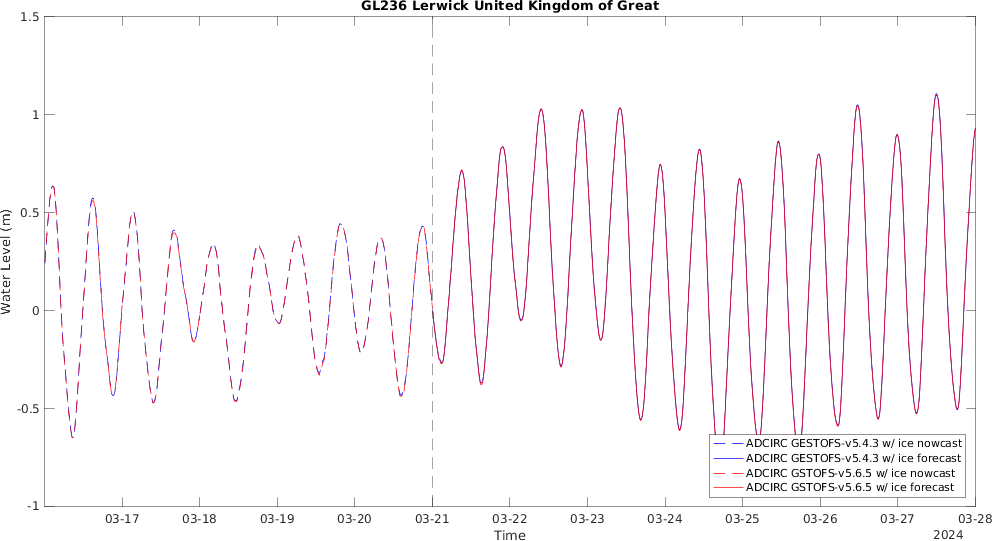 GL236 Lerwick United Kingdom of Great
1.5
1
0.5
0
-0.5
-1
Water Level (m)
03-17 03-18 03-19 03-20 03-21 03-22 03-23 03-24 03-25 03-26 03-27 03-28
Time
2024
ADCIRC GESTOFS-v5.4.3 w/ ice nowcast
ADCIRC GESTOFS-v5.4.3 w/ ice forecast
ADCIRC GSTOFS-v5.6.5 w/ ice nowcast
ADCIRC GSTOFS-v5.6.5 w/ ice forecast